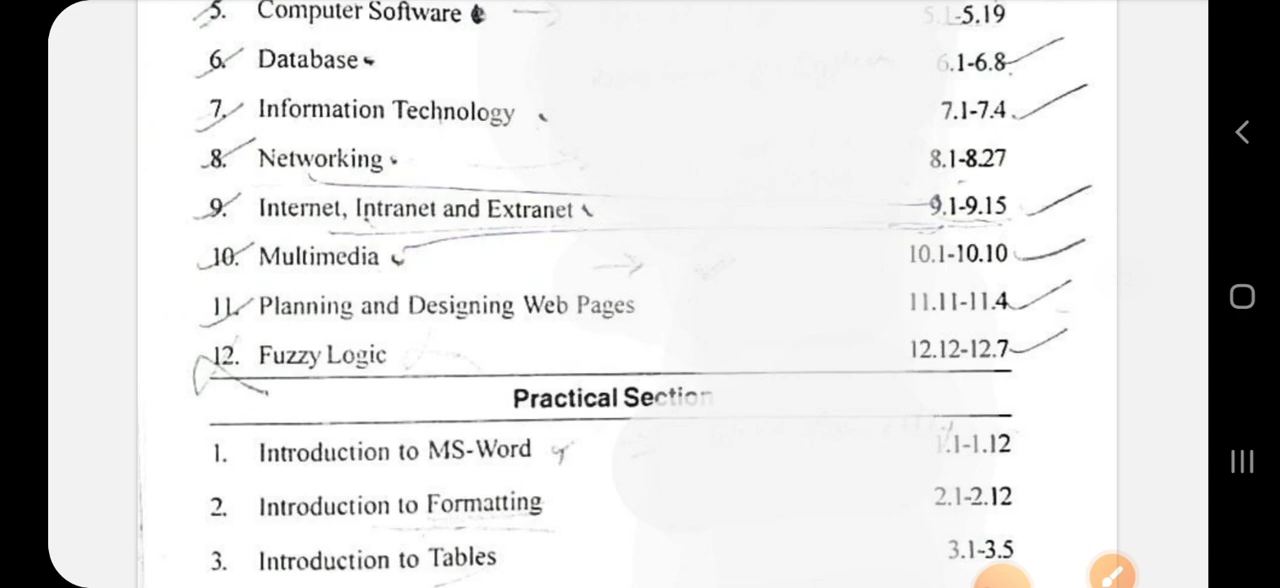 5. Computer Software 5.1-5.19
6. Database 6.1-6.8
7. Information Technology 7.1-7.4
8. Networking 8.1-8.27
9. Internet, Intranet and Extranet 9.1-9.15
10. Multimedia 10.1-10.10
11. Planning and Designing Web Pages 11.11-11.4
12. Fuzzy Logic 12.12-12.7
Practical Section
1. Introduction to MS-Word 1.1-1.12
2. Introduction to Formatting 2.1-2.12
3. Introduction to Tables 3.1-3.5